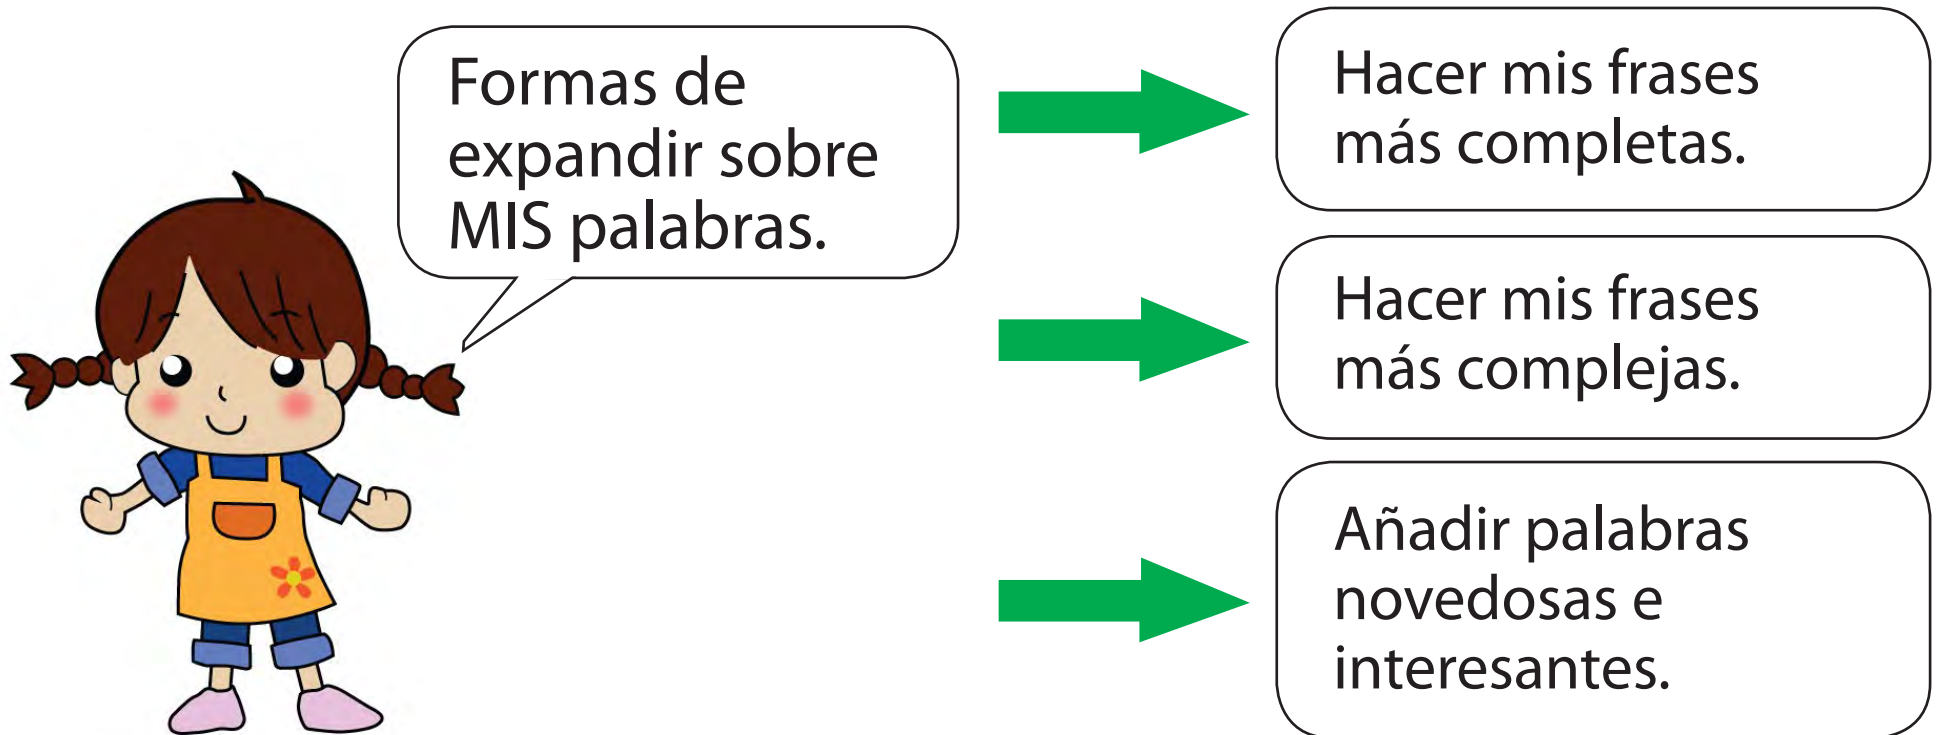 Formas de
expandir sobre
MIS palabras.
Hacer mis frases
más completas.
Hacer mis frases
más complejas.
Añadir palabras
novedosas e
interesantes.